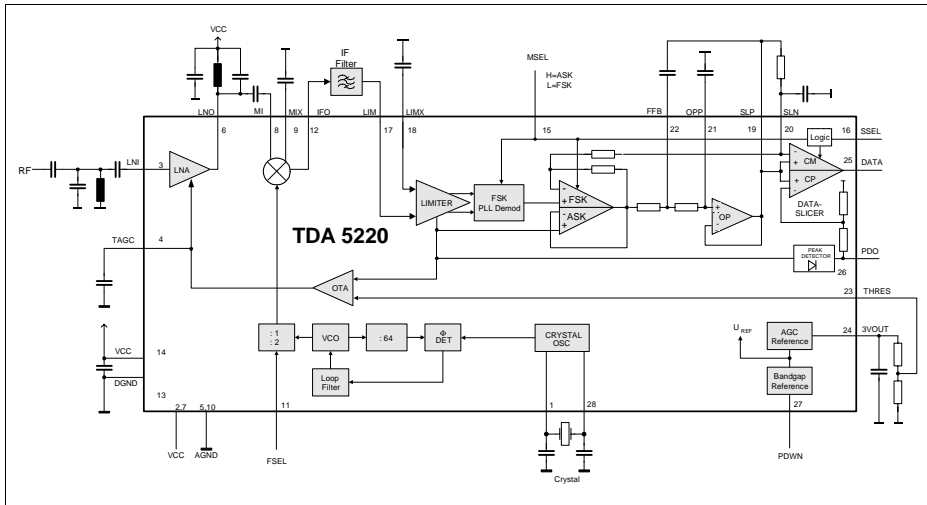 VCC
IF
Filter
MSEL
H=ASK
L=FSK
LNO
MI
MIX
IFO
LIM
LIMX
FFB
OPP
SLP
SLN
6
8
9
12
17
18
15
22
21
19
20
16
SSEL
Logic
RF
LNI
3
LNA
LIMITER
FSK
PLL Demod
-
+ FSK
- ASK
+
+
-
OP
-
+ CM
+ CP
-
25
DATA
DATA-
SLICER
TDA 5220
TAGC
4
OTA
PEAK
DETECTOR
26
PDO
23
THRES
: 1
: 2
VCO
: 64
Φ
DET
CRYSTAL
OSC
Loop
Filter
U REF
AGC
Reference
24
3VOUT
Bandgap
Reference
VCC
14
DGND
13
2,7
5,10
11
1
28
27
VCC
AGND
FSEL
Crystal
PDWN